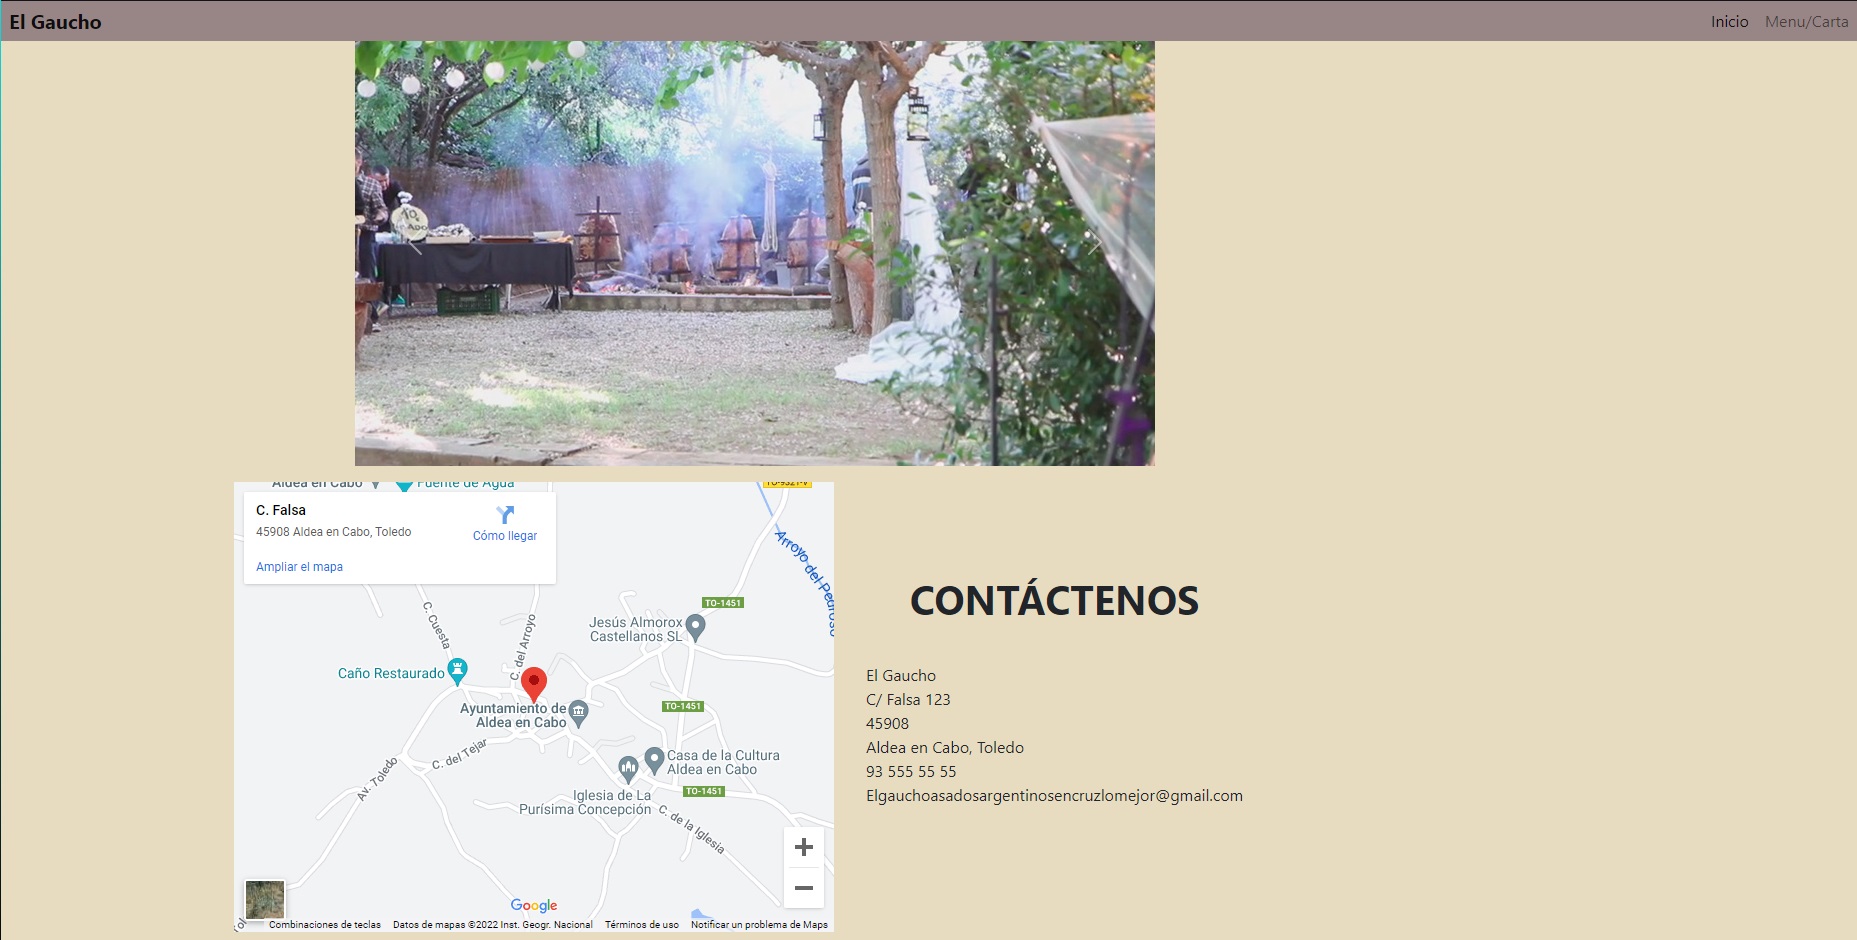 El Gaucho
Inicio
Menu/Carta
Aldea en Cabo
Fuente de Agua
TO-9321-V
C. Falsa
45908 Aldea en Cabo, Toledo
Cómo llegar
Ampliar el mapa
Arroyo del Pedroso
TO-1451
C. Cuesta
C. del Arroyo
Jesús Almorox
Castellanos SL
Caño Restaurado
TO-1451
Ayuntamiento de
Aldea en Cabo
C. del Tejar
Av. Toledo
Casa de la Cultura
Aldea en Cabo
TO-1451
Iglesia de La
Purísima Concepción
C. de la Iglesia
Google
Combinaciones de teclas
Datos de mapas ©2022 Inst. Geogr. Nacional
Términos de uso
Notificar un problema de Maps
CONTÁCTENOS
El Gaucho
C/ Falsa 123
45908
Aldea en Cabo, Toledo
93 555 55 55
Elgauchoasadosargentinosencruzlomejor@gmail.com